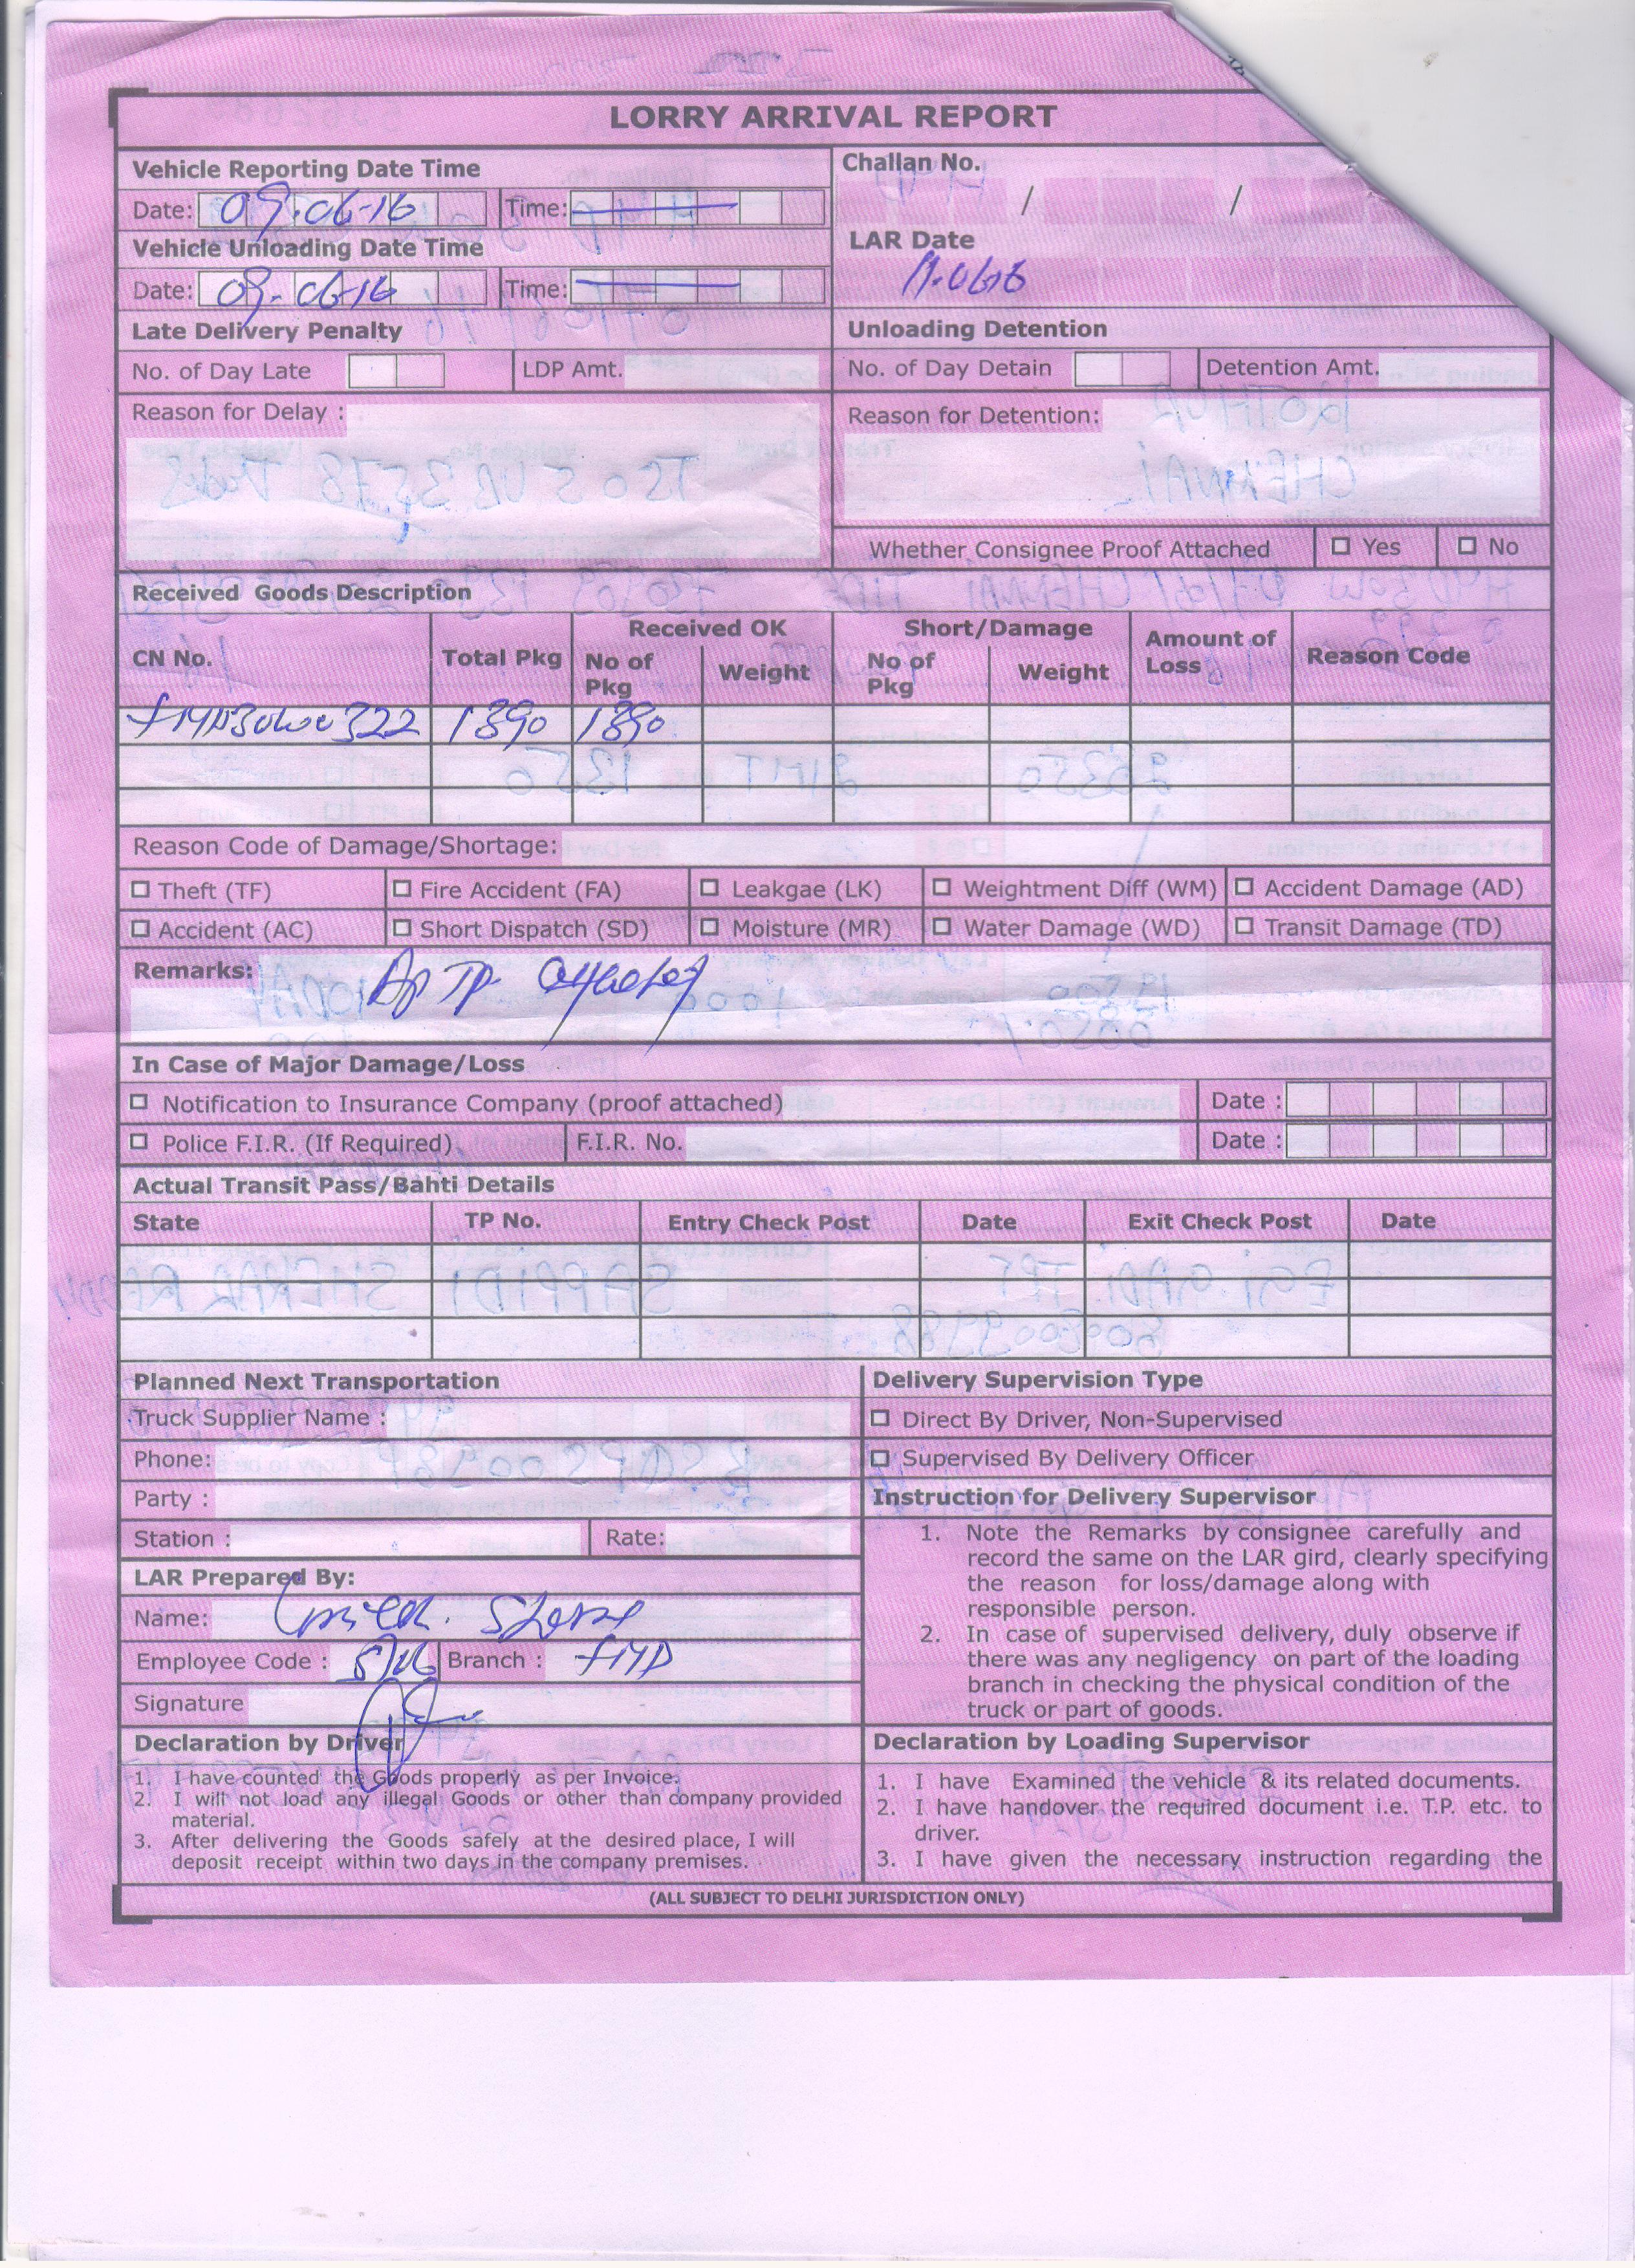 LORRY ARRIVAL REPORT
Vehicle Reporting Date Time
Challan No.
Date: 09.06-16 Time:
/ /
Vehicle Unloading Date Time
LAR Date
Date: 09.06-16 Time:
Late Delivery Penalty
Unloading Detention
No. of Day Late LDP Amt.
No. of Day Detain Detention Amt.
Reason for Delay :
Reason for Detention:
Whether Consignee Proof Attached Yes No
Received Goods Description
CN No. Total Pkg Received OK Short/Damage Amount of Loss Reason Code
No of Pkg Weight No of Pkg Weight
1390 1390
Reason Code of Damage/Shortage:
Theft (TF) Fire Accident (FA) Leakgae (LK) Weightment Diff (WM) Accident Damage (AD)
Accident (AC) Short Dispatch (SD) Moisture (MR) Water Damage (WD) Transit Damage (TD)
Remarks: AP TP
In Case of Major Damage/Loss
Notification to Insurance Company (proof attached) Date :
Police F.I.R. (If Required) F.I.R. No. Date :
Actual Transit Pass/Bahti Details
State TP No. Entry Check Post Date Exit Check Post Date
Planned Next Transportation
Truck Supplier Name :
Phone:
Party :
Station : Rate:
LAR Prepared By:
Name:
Employee Code : Branch : HYD
Signature
Delivery Supervision Type
Direct By Driver, Non-Supervised
Supervised By Delivery Officer
Instruction for Delivery Supervisor
1. Note the Remarks by consignee carefully and
record the same on the LAR gird, clearly specifying
the reason for loss/damage along with
responsible person.
2. In case of supervised delivery, duly observe if
there was any negligency on part of the loading
branch in checking the physical condition of the
truck or part of goods.
Declaration by Driver
1. I have counted the Goods properly as per Invoice.
2. I will not load any illegal Goods or other than company provided
material.
3. After delivering the Goods safely at the desired place, I will
deposit receipt within two days in the company premises.
Declaration by Loading Supervisor
1. I have Examined the vehicle & its related documents.
2. I have handover the required document i.e. T.P. etc. to
driver.
3. I have given the necessary instruction regarding the
(ALL SUBJECT TO DELHI JURISDICTION ONLY)